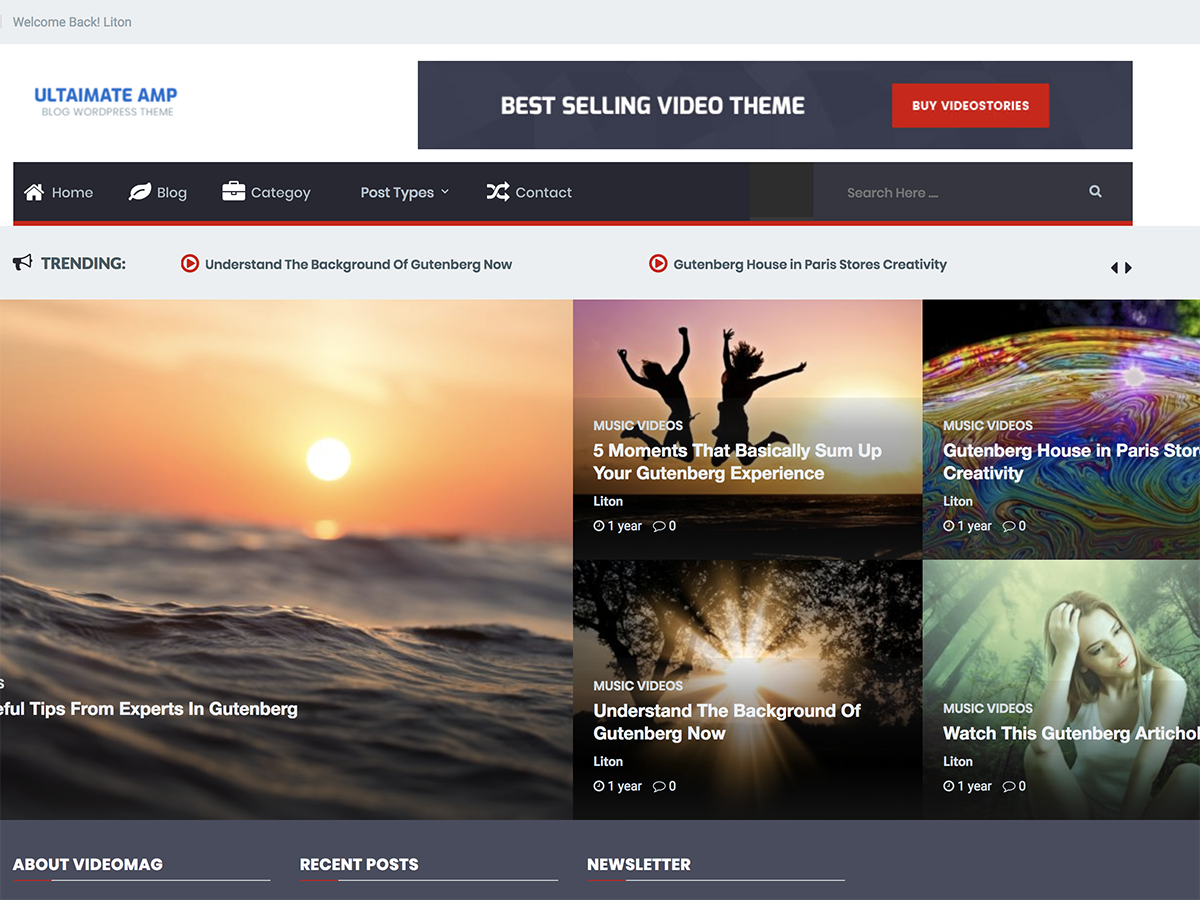 Welcome Back! Liton
ULTAIMATE AMP
BLOG WORDPRESS THEME
BEST SELLING VIDEO THEME
BUY VIDEOSTORIES
Home
Blog
Categoy
Post Types
Contact
Search Here ....
TRENDING:
Understand The Background Of Gutenberg Now
Gutenberg House in Paris Stores Creativity
Tips From Experts In Gutenberg
MUSIC VIDEOS
5 Moments That Basically Sum Up
Your Gutenberg Experience
Liton
1 year 0
MUSIC VIDEOS
Gutenberg House in Paris Stor
Creativity
Liton
1 year 0
MUSIC VIDEOS
Understand The Background Of
Gutenberg Now
Liton
1 year 0
MUSIC VIDEOS
Watch This Gutenberg Articho
Liton
1 year 0
ABOUT VIDEOMAG
RECENT POSTS
NEWSLETTER